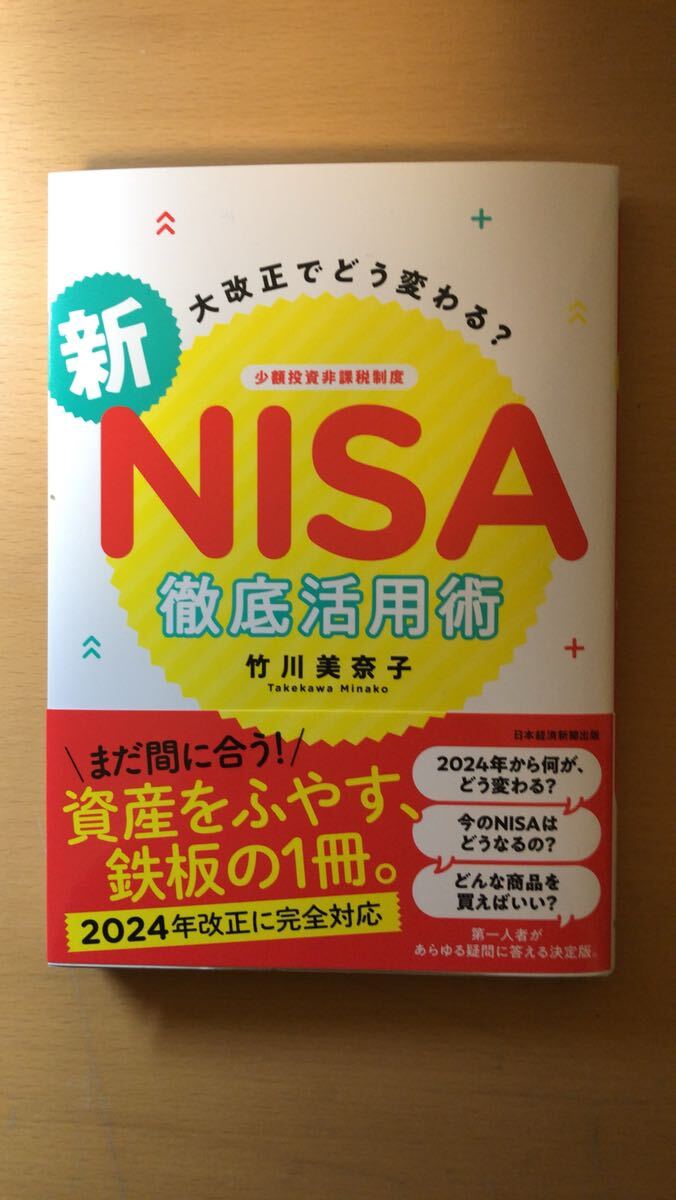 大改正でどう変わる?
新
少額投資非課税制度
NISA
徹底活用術
竹川美奈子
Takekawa Minako
日本経済新聞出版
まだ間に合う!
資産をふやす、
鉄板の1冊。
2024年改正に完全対応
2024年から何が、
どう変わる?
今のNISAは
どうなるの?
どんな商品を
買えばいい?
第一人者が
あらゆる疑問に答える決定版。